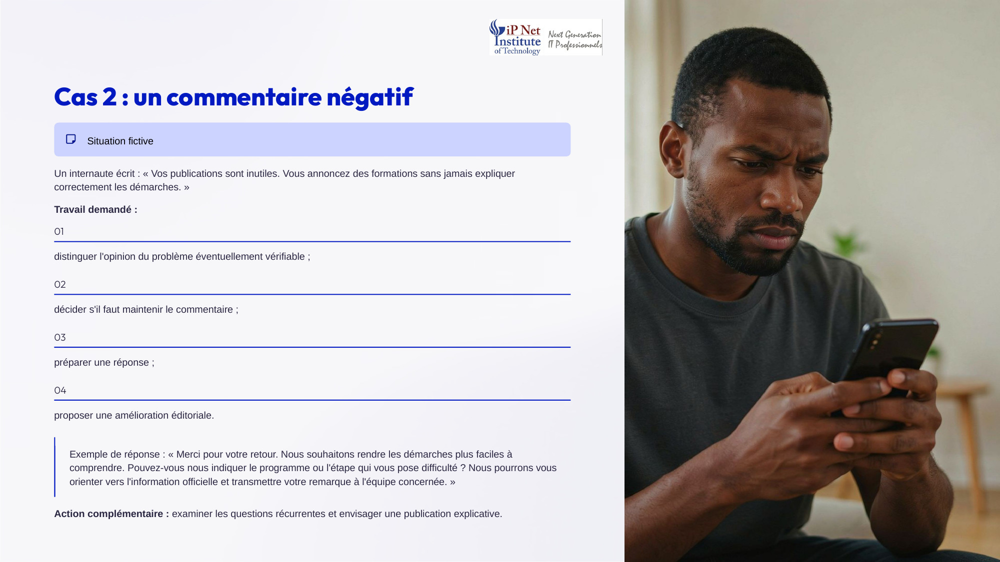 iP Net
Institute
of Technology
Next Generation
IT Professionnels
Cas 2 : un commentaire négatif
Situation fictive
Un internaute écrit : « Vos publications sont inutiles. Vous annoncez des formations sans jamais expliquer
correctement les démarches. »
Travail demandé :
01
distinguer l'opinion du problème éventuellement vérifiable ;
02
décider s'il faut maintenir le commentaire ;
03
préparer une réponse ;
04
proposer une amélioration éditoriale.
Exemple de réponse : « Merci pour votre retour. Nous souhaitons rendre les démarches plus faciles à
comprendre. Pouvez-vous nous indiquer le programme ou l'étape qui vous pose difficulté ? Nous pourrons vous
orienter vers l'information officielle et transmettre votre remarque à l'équipe concernée. »
Action complémentaire : examiner les questions récurrentes et envisager une publication explicative.